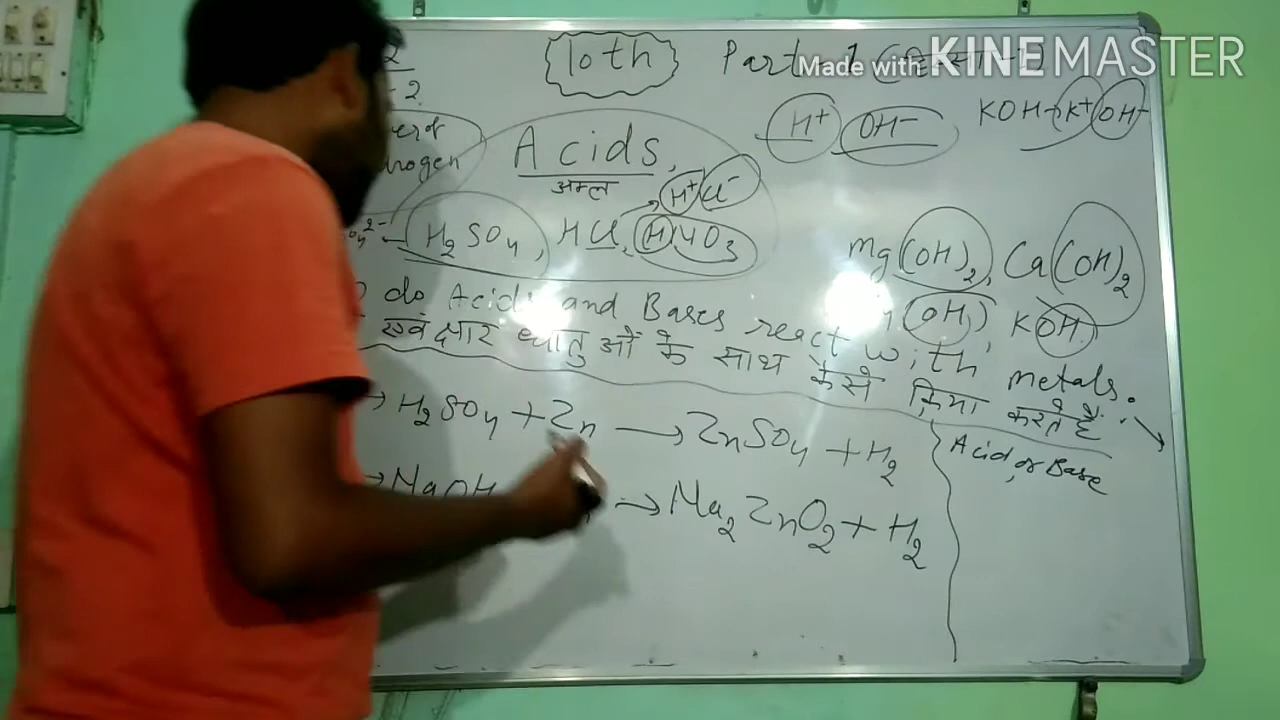 2
-2
10th Part-1
Made with KINEMASTER
Acids,
अम्ल
H+ OH-
KOH→K+ OH-
H+ Cl-
H2SO4, HCl, HNO3
Mg(OH)2, Ca(OH)2
(OH), KOH
do Acids and Bases react with metals.
एवं क्षार धातुओं के साथ कैसे क्रिया करते हैं
→H2SO4 + Zn → ZnSO4 + H2
Acid, or Base
→NaOH → Na2ZnO2 + H2